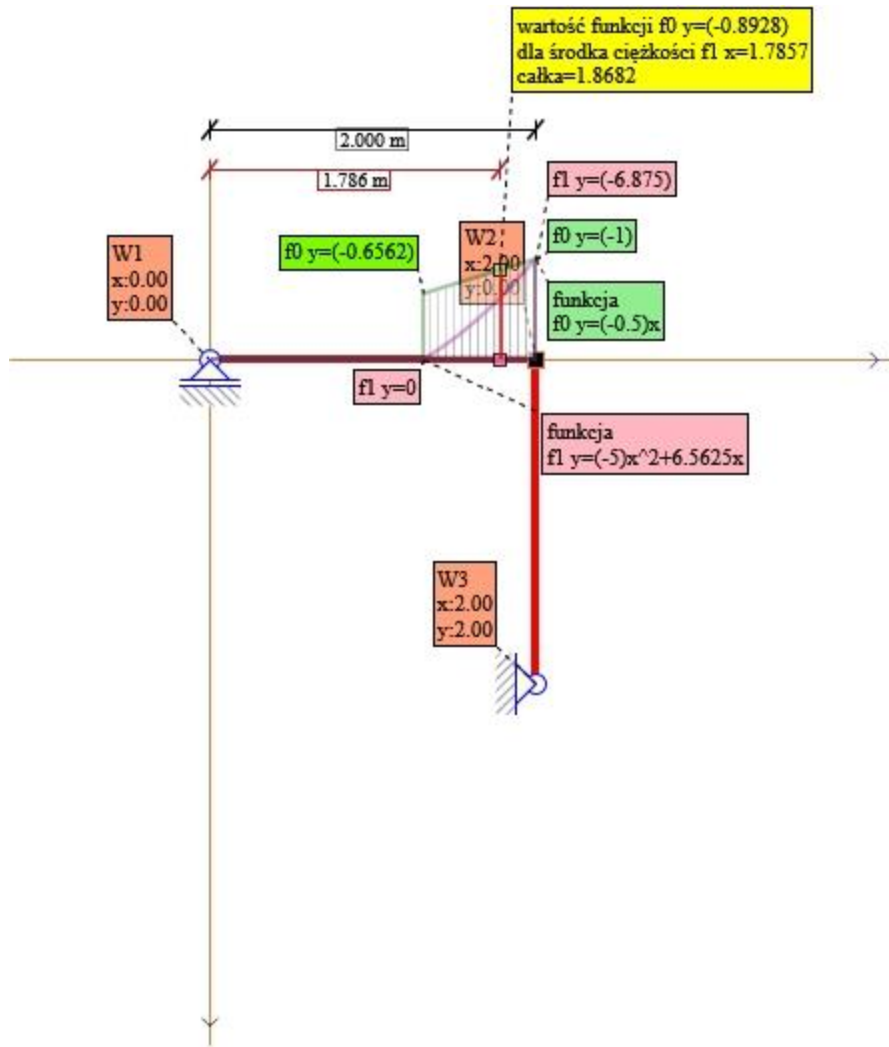 wartość funkcji f0 y=(-0.8928)
dla środka ciężkości f1 x=1.7857
całka=1.8682
2.000 m
1.786 m
f1 y=(-6.875)
W1
x:0.00
y:0.00
f0 y=(-0.6562)
W2
x:2.00
y:0.00
f0 y=(-1)
funkcja
f0 y=(-0.5)x
f1 y=0
funkcja
f1 y=(-5)x^2+6.5625x
W3
x:2.00
y:2.00